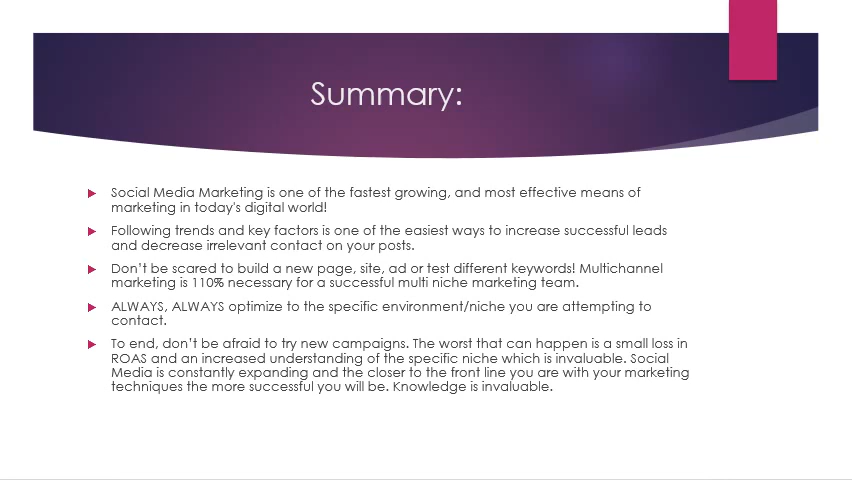 Summary:
Social Media Marketing is one of the fastest growing, and most effective means of
marketing in today's digital world!
Following trends and key factors is one of the easiest ways to increase successful leads
and decrease irrelevant contact on your posts.
Don’t be scared to build a new page, site, ad or test different keywords! Multichannel
marketing is 110% necessary for a successful multi niche marketing team.
ALWAYS, ALWAYS optimize to the specific environment/niche you are attempting to
contact.
To end, don’t be afraid to try new campaigns. The worst that can happen is a small loss in
ROAS and an increased understanding of the specific niche which is invaluable. Social
Media is constantly expanding and the closer to the front line you are with your marketing
techniques the more successful you will be. Knowledge is invaluable.